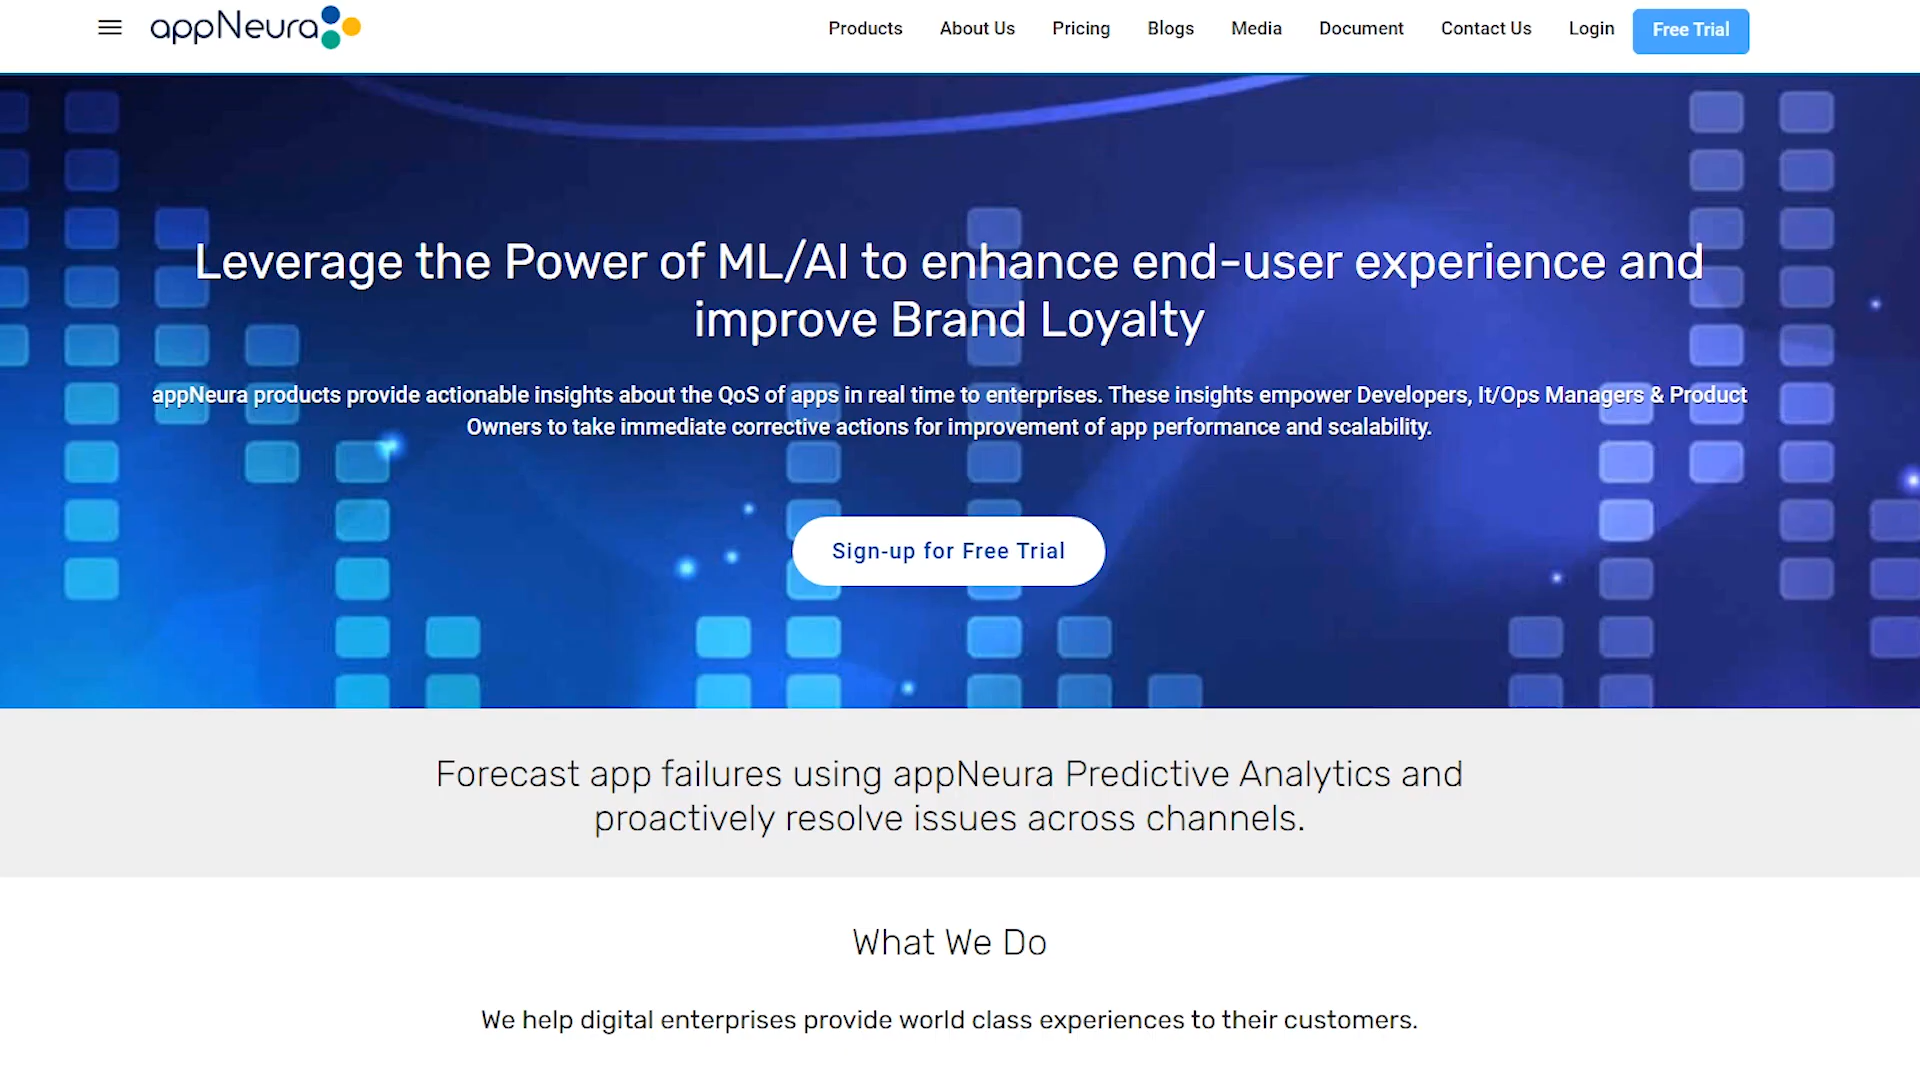 appNeura
Products About Us Pricing Blogs Media Document Contact Us Login Free Trial
Leverage the Power of ML/AI to enhance end-user experience and
improve Brand Loyalty
appNeura products provide actionable insights about the QoS of apps in real time to enterprises. These insights empower Developers, It/Ops Managers & Product
Owners to take immediate corrective actions for improvement of app performance and scalability.
Sign-up for Free Trial
Forecast app failures using appNeura Predictive Analytics and
proactively resolve issues across channels.
What We Do
We help digital enterprises provide world class experiences to their customers.